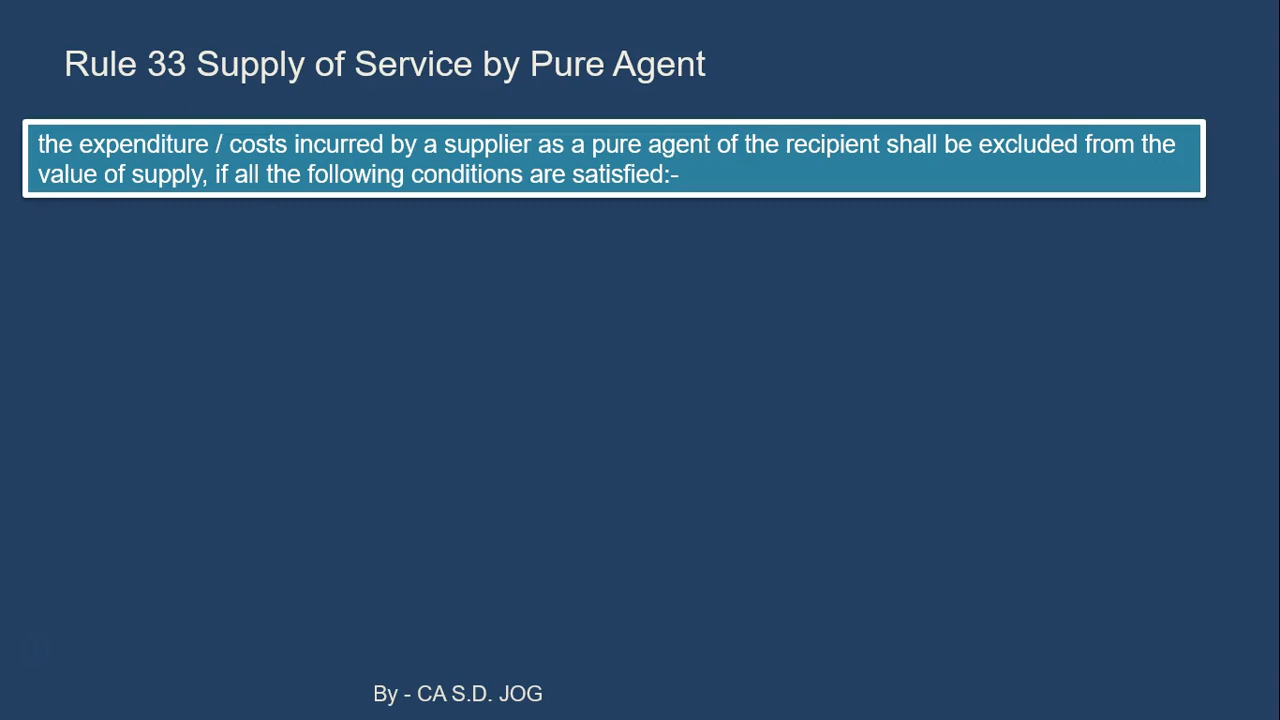 Rule 33 Supply of Service by Pure Agent
the expenditure / costs incurred by a supplier as a pure agent of the recipient shall be excluded from the
value of supply, if all the following conditions are satisfied:-
By - CA S.D. JOG